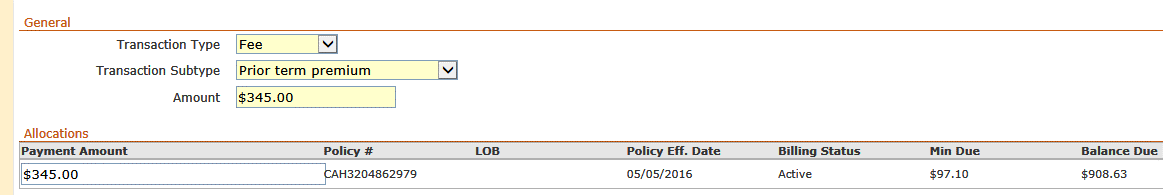 General
Transaction Type Fee
Transaction Subtype Prior term premium
Amount $345.00
Allocations
Payment Amount Policy # LOB Policy Eff. Date Billing Status Min Due Balance Due
$345.00 CAH3204862979 05/05/2016 Active $97.10 $908.63